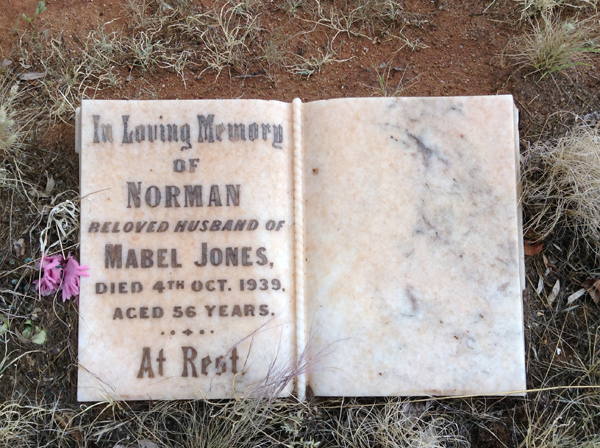 In Loving Memory
OF
NORMAN
BELOVED HUSBAND OF
MABEL JONES,
DIED 4TH OCT. 1939,
AGED 56 YEARS.
At Rest.